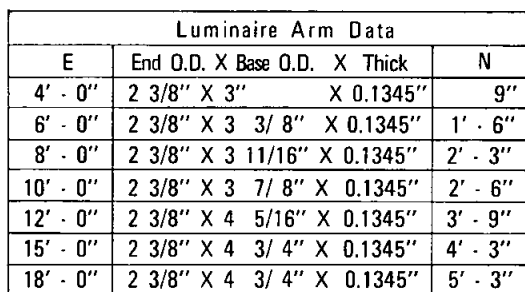 Luminaire Arm Data
E End O.D. X Base O.D. X Thick N
4' - 0" 2 3/8" X 3" X 0.1345" 9"
6' - 0" 2 3/8" X 3 3/8" X 0.1345" 1' - 6"
8' - 0" 2 3/8" X 3 11/16" X 0.1345" 2' - 3"
10' - 0" 2 3/8" X 3 7/8" X 0.1345" 2' - 6"
12' - 0" 2 3/8" X 4 5/16" X 0.1345" 3' - 9"
15' - 0" 2 3/8" X 4 3/4" X 0.1345" 4' - 3"
18' - 0" 2 3/8" X 4 3/4" X 0.1345" 5' - 3"